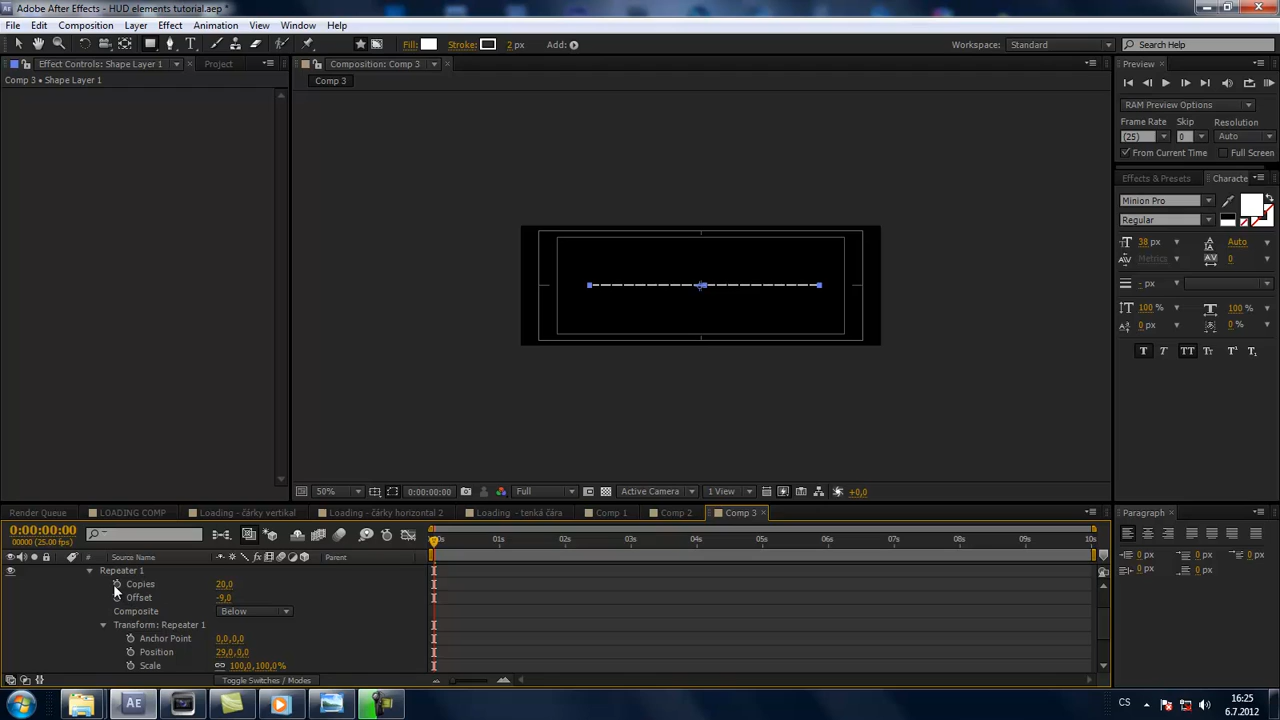 Adobe After Effects - HUD elements tutorial.aep *
File Edit Composition Layer Effect Animation View Window Help
Fill: Stroke: 2 px Add:
Workspace: Standard
Search Help
Effect Controls: Shape Layer 1
Project
Comp 3 • Shape Layer 1
Composition: Comp 3
Comp 3
Preview
RAM Preview Options
Frame Rate Skip Resolution
(25) 0 Auto
From Current Time Full Screen
Effects & Presets Characte
Minion Pro
Regular
38 px Auto
Metrics 0
- px
100 % 100 %
0 px 0 %
T T TT Tr T¹ T₁
50% 0:00:00:00 Full Active Camera 1 View +0,0
Render Queue LOADING COMP Loading - čárky vertikal Loading - čárky horizontal 2 Loading - tenká čára Comp 1 Comp 2 Comp 3
Paragraph
0:00:00:00
00000 (25.00 fps)
# Source Name Parent
01s 02s 03s 04s 05s 06s 07s 08s 09s 10s
0 px 0 px 0 px
0 px 0 px
Repeater 1
Copies 20,0
Offset -9,0
Composite Below
Transform: Repeater 1
Anchor Point 0,0,0,0
Position 29,0,0,0
Scale 100,0,100,0%
Toggle Switches / Modes
CS 16:25
6.7.2012